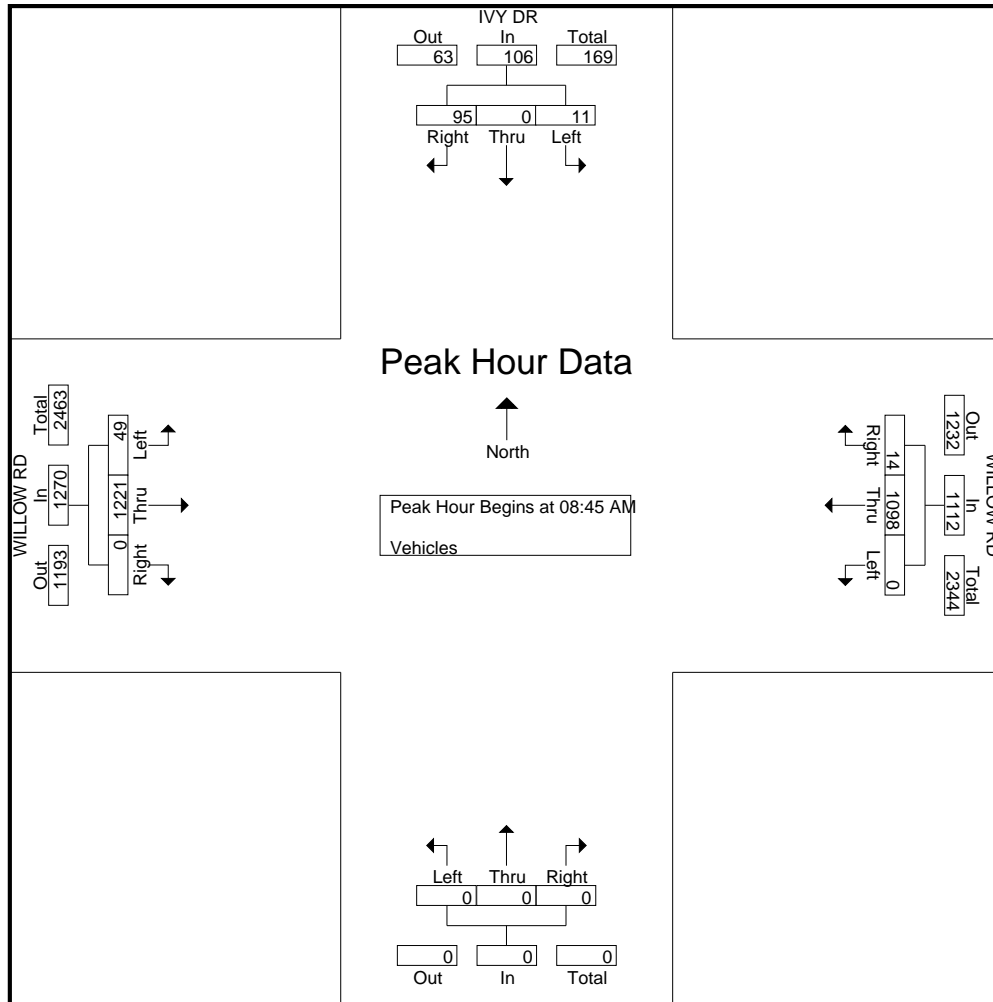 IVY DR
Out In Total
63 106 169
95 0 11
Right Thru Left
Peak Hour Data
North
Peak Hour Begins at 08:45 AM
Vehicles
WILLOW RD
Out In Total
1193 1270 2463
0 1221 49
Right Thru Left
WILLOW RD
Out In Total
1232 1112 2344
14 1098 0
Right Thru Left
Left Thru Right
0 0 0
0 0 0
Out In Total